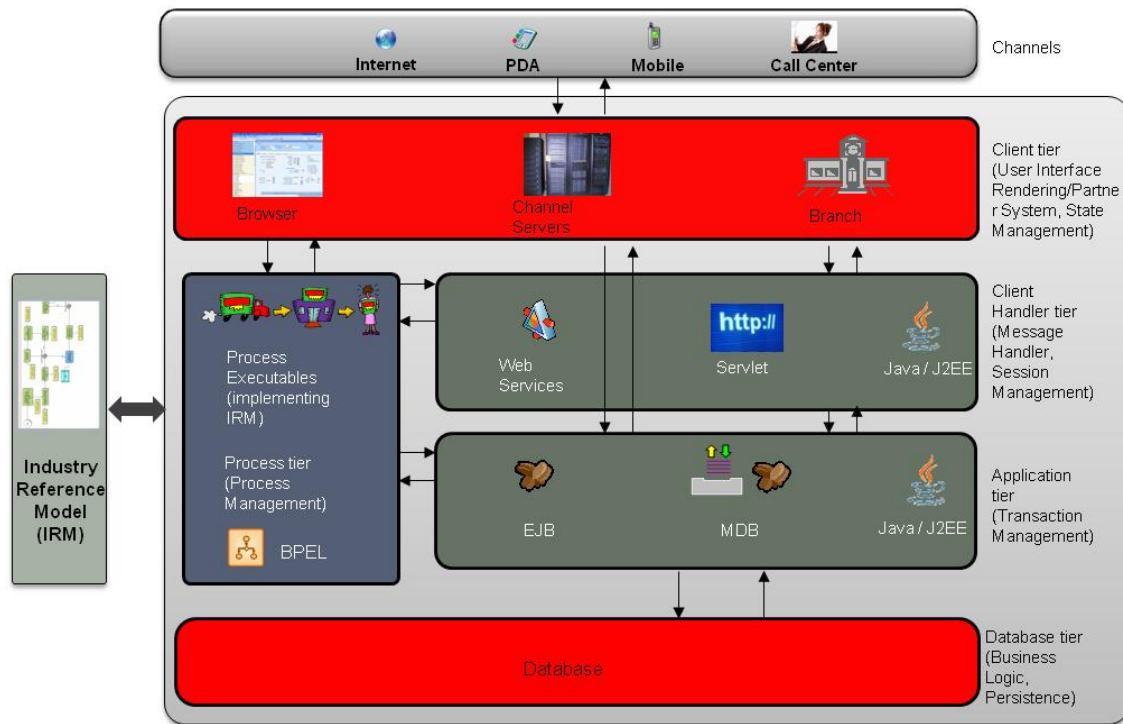 Internet
PDA
Mobile
Call Center
Channels
Browser
Channel
Servers
Branch
Client tier
(User Interface
Rendering/Partne
r System, State
Management)
Process
Executables
(implementing
IRM)
Process tier
(Process
Management)
BPEL
Web
Services
http://
Servlet
Java / J2EE
Client
Handler tier
(Message
Handler,
Session
Management)
Industry
Reference
Model
(IRM)
EJB
MDB
Java / J2EE
Application
tier
(Transaction
Management)
Database
Database tier
(Business
Logic,
Persistence)